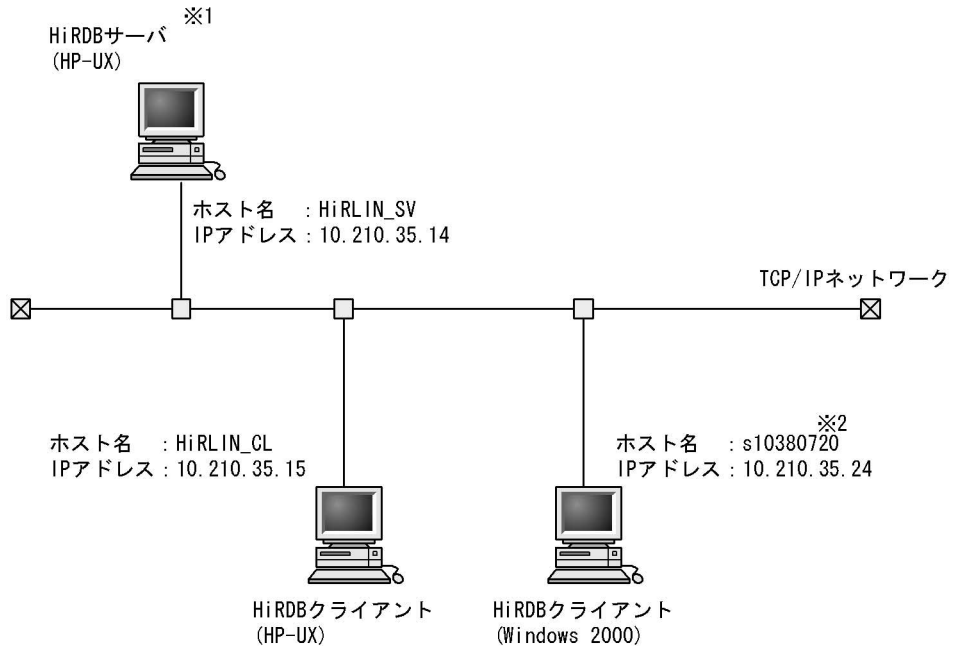 ※1
HiRDBサーバ
(HP-UX)
ホスト名　：HiRLIN_SV
IPアドレス：10.210.35.14
TCP/IPネットワーク
ホスト名　：HiRLIN_CL
IPアドレス：10.210.35.15
※2
ホスト名　：s10380720
IPアドレス：10.210.35.24
HiRDBクライアント
(HP-UX)
HiRDBクライアント
(Windows 2000)